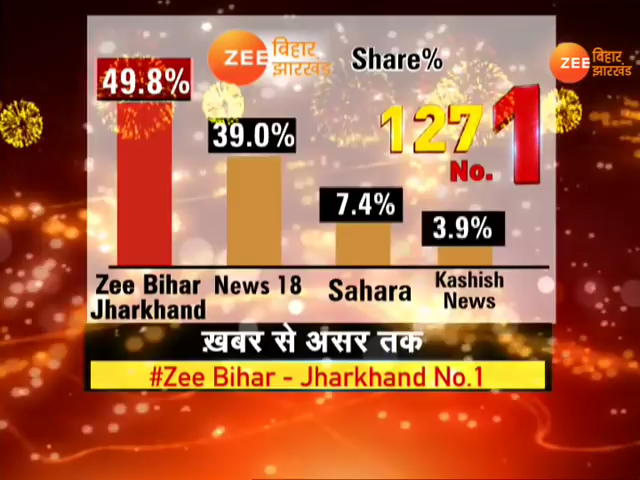 ZEE बिहार झारखंड
Share%
ZEE बिहार झारखंड
49.8%
39.0%
7.4%
3.9%
127
No. 1
Zee Bihar
Jharkhand
News 18
Sahara
Kashish
News
ख़बर से असर तक
#Zee Bihar - Jharkhand No.1